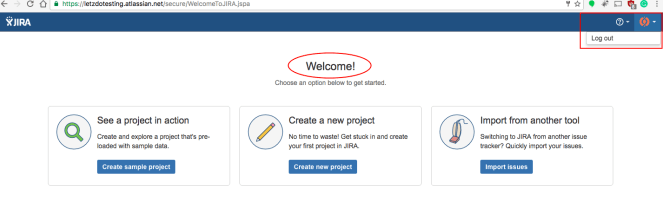 https://letzdotesting.atlassian.net/secure/WelcomeToJIRA.jspa
JIRA
Log out
Welcome!
Choose an option below to get started.
See a project in action
Create and explore a project that's pre-
loaded with sample data.
Create sample project
Create a new project
No time to waste! Get stuck in and create
your first project in JIRA.
Create new project
Import from another tool
Switching to JIRA from another issue
tracker? Quickly import your issues.
Import issues